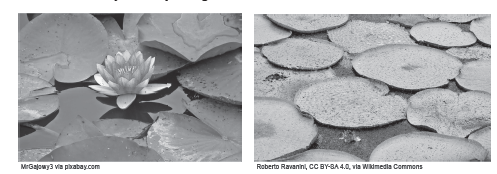 MrGajowy3 via pixabay.com
Roberto Ravanini, CC BY-SA 4.0, via Wikimedia Commons